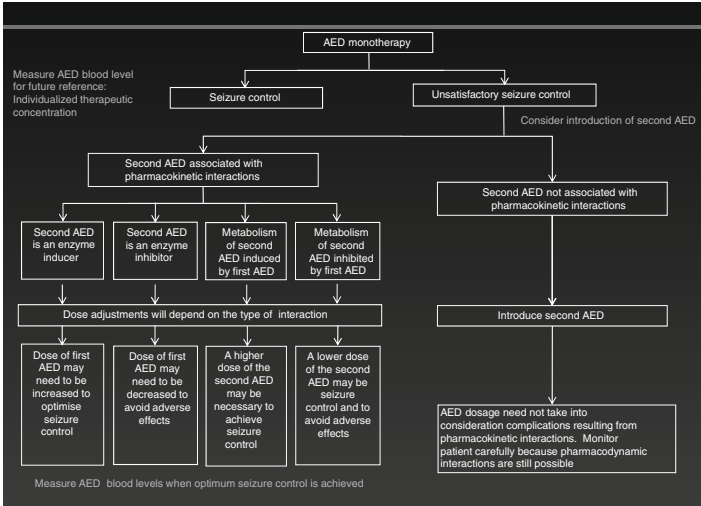 AED monotherapy
Measure AED blood level
for future reference:
Individualized therapeutic
concentration
Seizure control
Unsatisfactory seizure control
Consider introduction of second AED
Second AED associated with
pharmacokinetic interactions
Second AED not associated with
pharmacokinetic interactions
Second AED
is an enzyme
inducer
Second AED
is an enzyme
inhibitor
Metabolism
of second
AED induced
by first AED
Metabolism
of second
AED inhibited
by first AED
Dose adjustments will depend on the type of interaction
Introduce second AED
Dose of first
AED may
need to be
increased to
optimise
seizure
control
Dose of first
AED may
need to be
decreased to
avoid adverse
effects
A higher
dose of the
second AED
may be
necessary to
achieve
seizure
control
A lower dose
of the second
AED may be
seizure
control and to
avoid adverse
effects
AED dosage need not take into
consideration complications resulting from
pharmacokinetic interactions. Monitor
patient carefully because pharmacodynamic
interactions are still possible
Measure AED blood levels when optimum seizure control is achieved